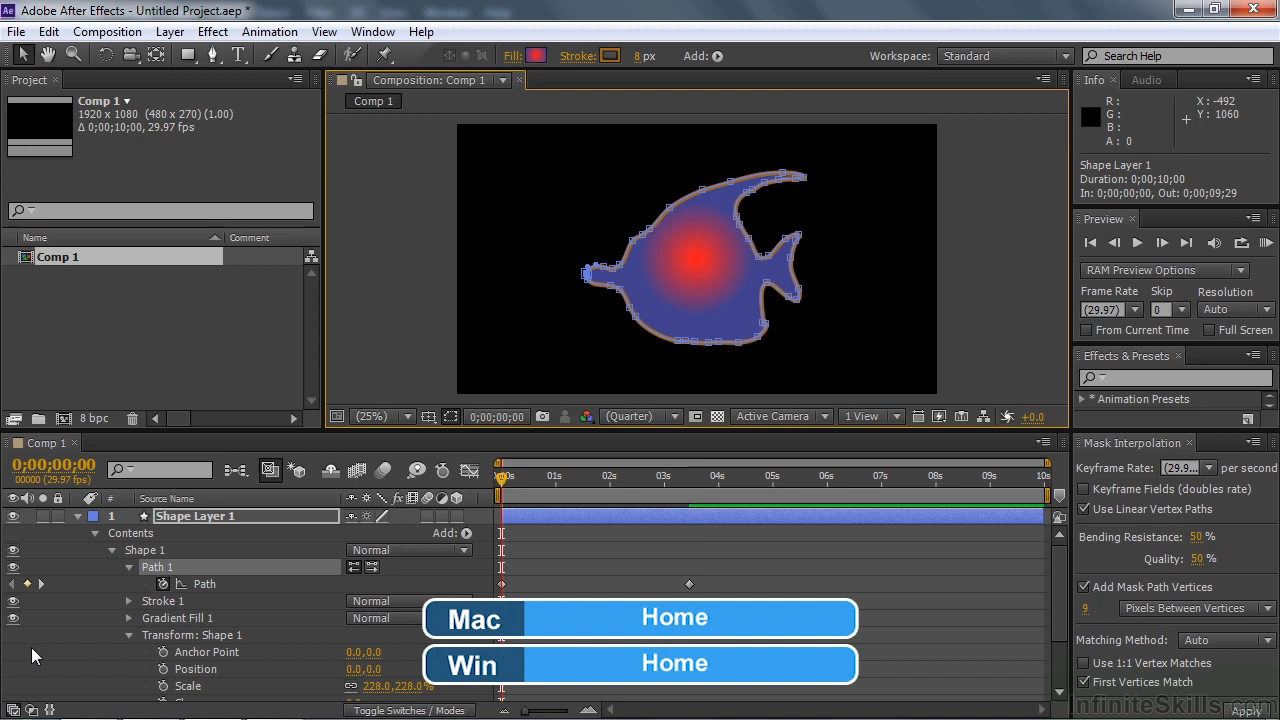 Adobe After Effects - Untitled Project.aep *
File Edit Composition Layer Effect Animation View Window Help
Fill: Stroke: 8 px Add: Workspace: Standard Search Help
Project Composition: Comp 1 Info Audio
Comp 1
1920 x 1080 (480 x 270) (1.00)
Δ 0;00;10;00, 29.97 fps
Comp 1
R: X: -492
G: Y: 1060
B:
A: 0
Shape Layer 1
Duration: 0;00;10;00
In: 0;00;00;00, Out: 0;00;09;29
Name Comment
Comp 1
Preview
RAM Preview Options
Frame Rate Skip Resolution
(29.97) 0 Auto
From Current Time Full Screen
Effects & Presets
* Animation Presets
8 bpc
(25%) 0;00;00;00 (Quarter) Active Camera 1 View +0.0
Comp 1
0;00;00;00
00000 (29.97 fps)
01s 02s 03s 04s 05s 06s 07s 08s 09s 10s
# Source Name
1 Shape Layer 1
Contents Add:
Shape 1 Normal
Path 1
Path
Stroke 1 Normal
Gradient Fill 1 Normal
Transform: Shape 1
Anchor Point 0.0,0.0
Position 0.0,0.0
Scale 228.0,228.0%
Toggle Switches / Modes
Mac Home
Win Home
Mask Interpolation
Keyframe Rate: (29.9... per second
Keyframe Fields (doubles rate)
Use Linear Vertex Paths
Bending Resistance: 50 %
Quality: 50 %
Add Mask Path Vertices
9 Pixels Between Vertices
Matching Method: Auto
Use 1:1 Vertex Matches
First Vertices Match
InfiniteSkills.com
Apply